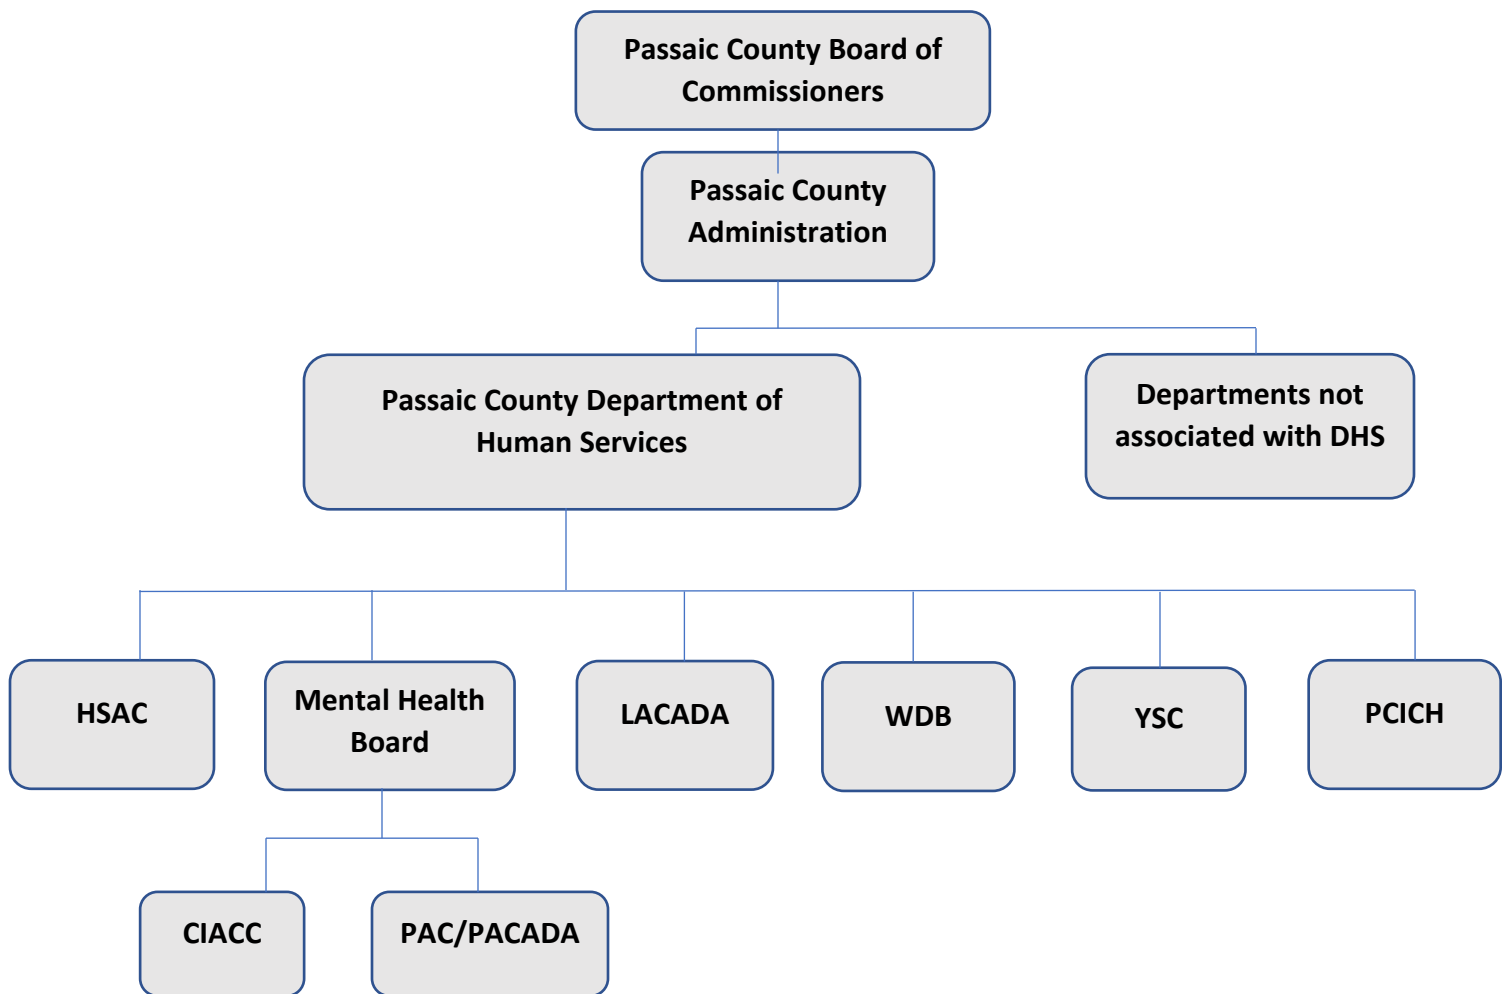 Passaic County Board of
Commissioners
Passaic County
Administration
Passaic County Department of
Human Services
Departments not
associated with DHS
HSAC
Mental Health
Board
LACADA
WDB
YSC
PCICH
CIACC
PAC/PACADA